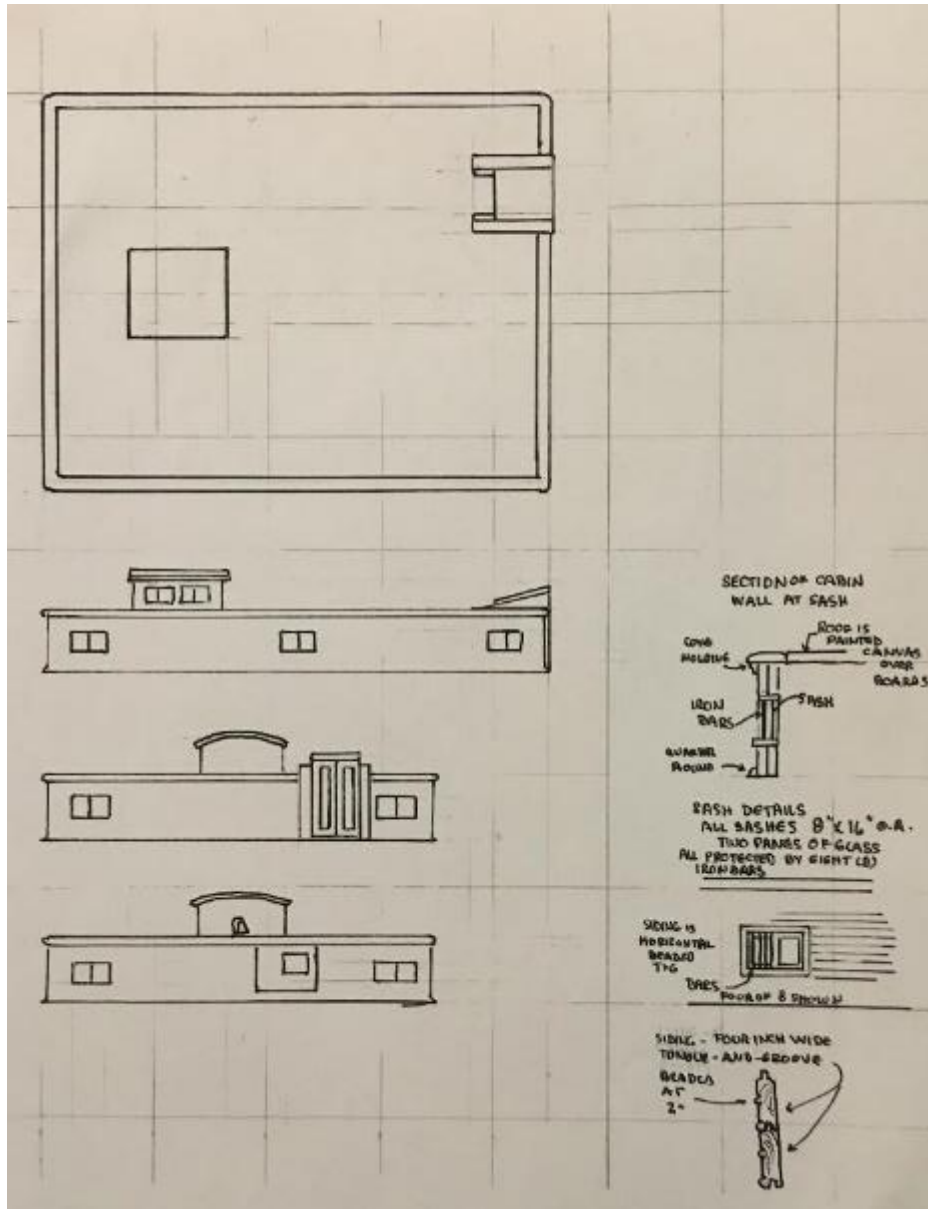 SECTION OF CABIN
WALL AT SASH
COVE
MOLDING
ROOF IS
PAINTED
CANVAS
OVER
BOARDS
IRON
BARS
SASH
QUARTER
ROUND
SASH DETAILS
ALL SASHES 8" X 16" O.A.
TWO PANES OF GLASS
ALL PROTECTED BY EIGHT (8)
IRON BARS
SIDING IS
HORIZONTAL
BEADED
T+G
BARS
FOUR OF 8 SHOWN
SIDING - FOUR INCH WIDE
TONGUE - AND - GROOVE
BEADED
AT
2"